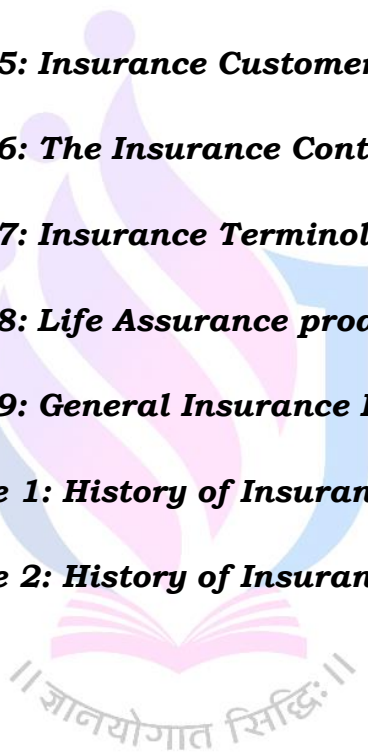 5: Insurance Customer
6: The Insurance Cont
7: Insurance Terminol
8: Life Assurance prod
9: General Insurance
e 1: History of Insuran
e 2: History of Insuran
॥ ज्ञानयोगात सिद्धिः ॥